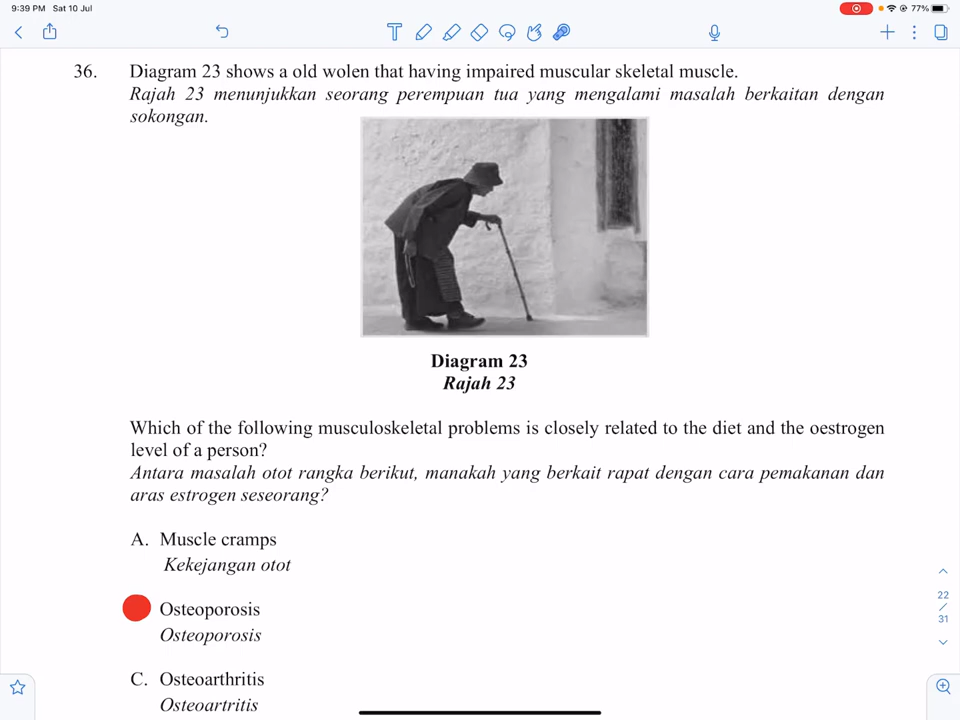 9:39 PM Sat 10 Jul
77%
36. Diagram 23 shows a old wolen that having impaired muscular skeletal muscle.
Rajah 23 menunjukkan seorang perempuan tua yang mengalami masalah berkaitan dengan
sokongan.
Diagram 23
Rajah 23
Which of the following musculoskeletal problems is closely related to the diet and the oestrogen
level of a person?
Antara masalah otot rangka berikut, manakah yang berkait rapat dengan cara pemakanan dan
aras estrogen seseorang?
A. Muscle cramps
Kekejangan otot
Osteoporosis
Osteoporosis
C. Osteoarthritis
Osteoartritis
22
/
31